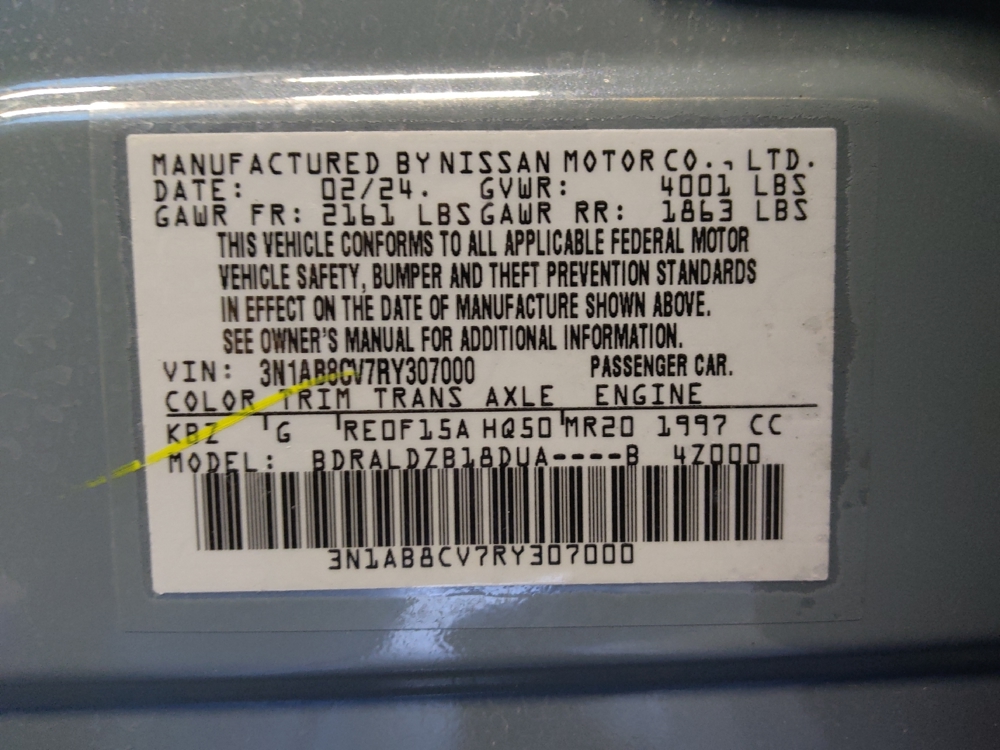 MANUFACTURED BY NISSAN MOTOR CO., LTD.
DATE: 02/24. GVWR: 4001 LBS
GAWR FR: 2161 LBS GAWR RR: 1863 LBS
THIS VEHICLE CONFORMS TO ALL APPLICABLE FEDERAL MOTOR
VEHICLE SAFETY, BUMPER AND THEFT PREVENTION STANDARDS
IN EFFECT ON THE DATE OF MANUFACTURE SHOWN ABOVE.
SEE OWNER'S MANUAL FOR ADDITIONAL INFORMATION.
VIN: 3N1AB8CV7RY307000 PASSENGER CAR.
COLOR TRIM TRANS AXLE ENGINE
KBZ G RE0F15A HQ50 MR20 1997 CC
MODEL: BDRALDZB18DUA----B 4Z000
3N1AB8CV7RY307000